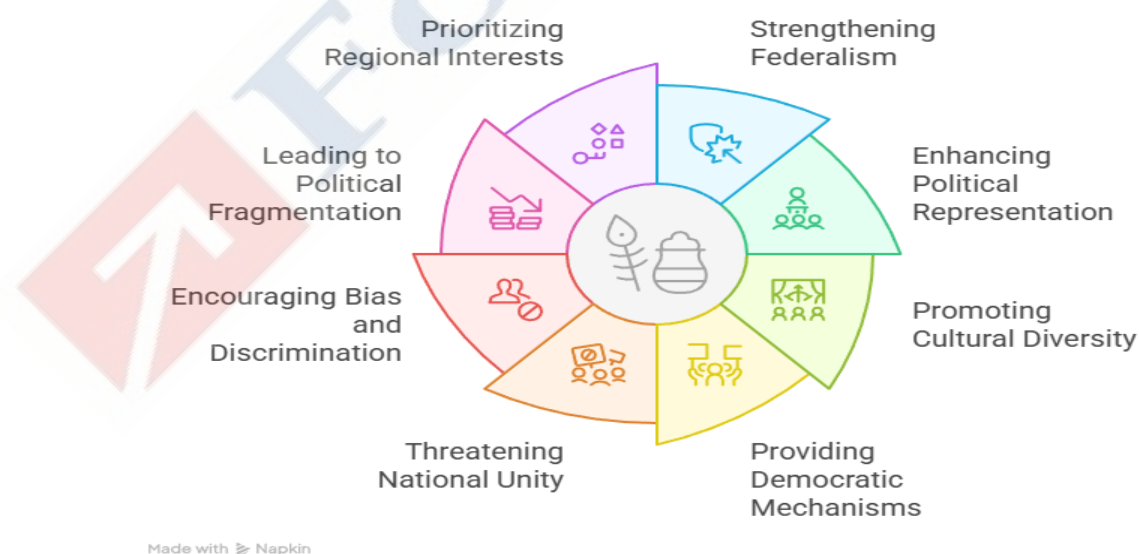 Prioritizing
Regional Interests
Strengthening
Federalism
Leading to
Political
Fragmentation
Enhancing
Political
Representation
Encouraging Bias
and
Discrimination
Promoting
Cultural Diversity
Threatening
National Unity
Providing
Democratic
Mechanisms
Made with Napkin